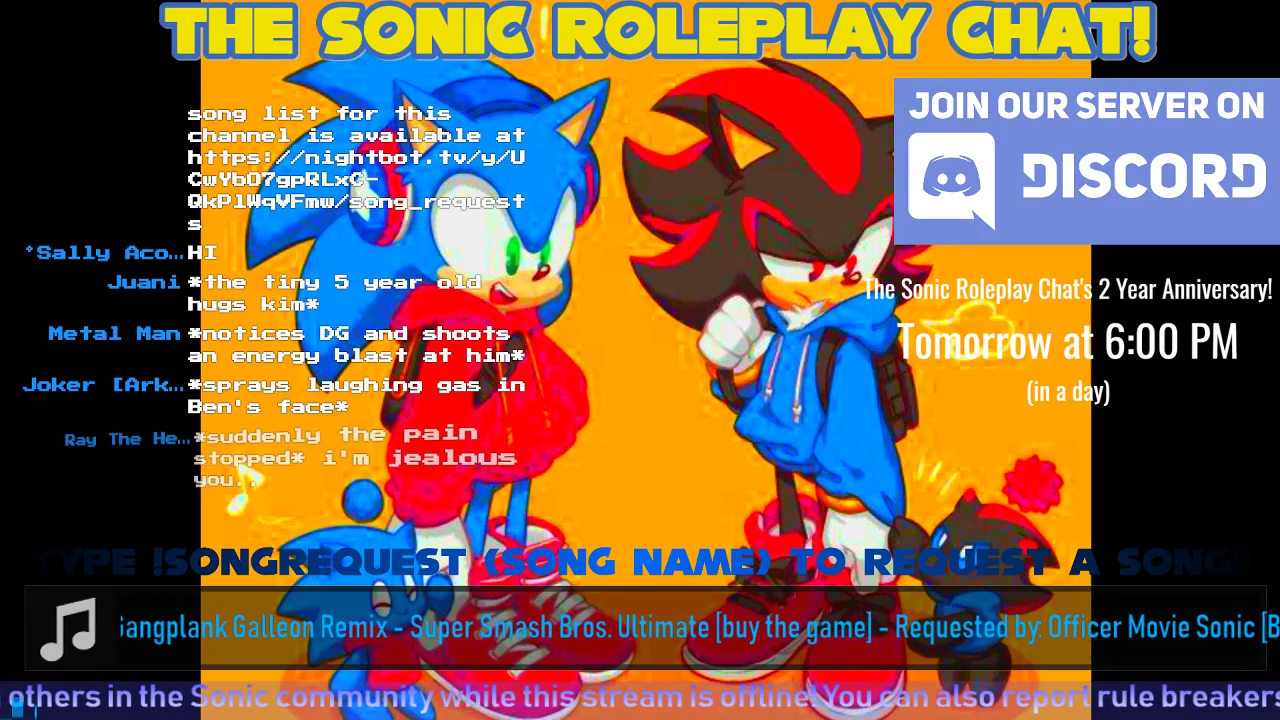 THE SONIC ROLEPLAY CHAT!
song list for this
channel is available at
https://nightbot.tv/y/U
CwYbO7gpRLxC-
QkPlWqVFmw/song_request
s
°Sally Aco… HI
Juani *the tiny 5 year old
hugs kim*
Metal Man *notices DG and shoots
an energy blast at him*
Joker [Ark… *sprays laughing gas in
Ben's face*
Ray The He… *suddenly the pain
stopped* i'm jealous
you..
JOIN OUR SERVER ON
DISCORD
The Sonic Roleplay Chat's 2 Year Anniversary!
Tomorrow at 6:00 PM
(in a day)
TYPE !SONGREQUEST (SONG NAME) TO REQUEST A SONG!
Gangplank Galleon Remix - Super Smash Bros. Ultimate [buy the game] - Requested by: Officer Movie Sonic [B
others in the Sonic community while this stream is offline! You can also report rule breakers